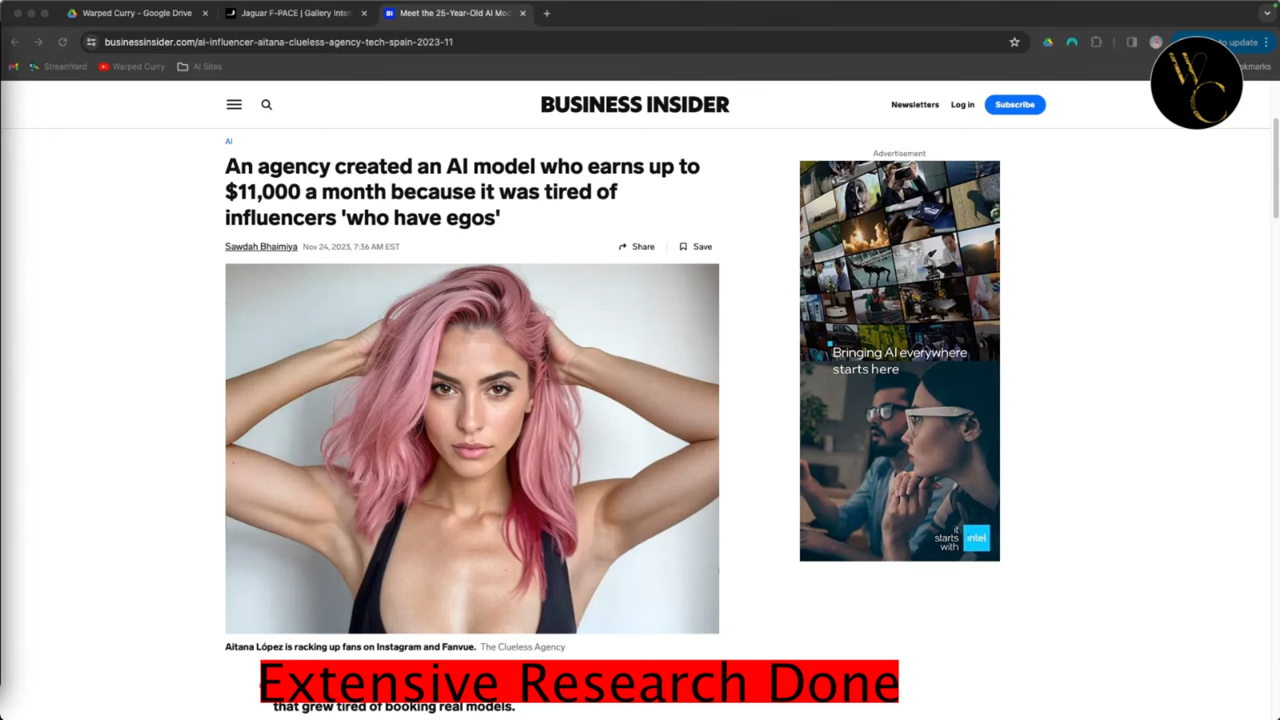 Warped Curry - Google Drive
Jaguar F-PACE | Gallery Inter
Meet the 25-Year-Old AI Mod
businessinsider.com/ai-influencer-aitana-clueless-agency-tech-spain-2023-11
to update
StreamYard
Warped Curry
AI Sites
okmarks
WC
BUSINESS INSIDER
Newsletters
Log in
Subscribe
AI
An agency created an AI model who earns up to
$11,000 a month because it was tired of
influencers 'who have egos'
Sawdah Bhaimiya Nov 24, 2023, 7:36 AM EST
Share
Save
Advertisement
Bringing AI everywhere
starts here
it
starts
with
intel
Aitana López is racking up fans on Instagram and Fanvue. The Clueless Agency
Extensive Research Done
that grew tired of booking real models.